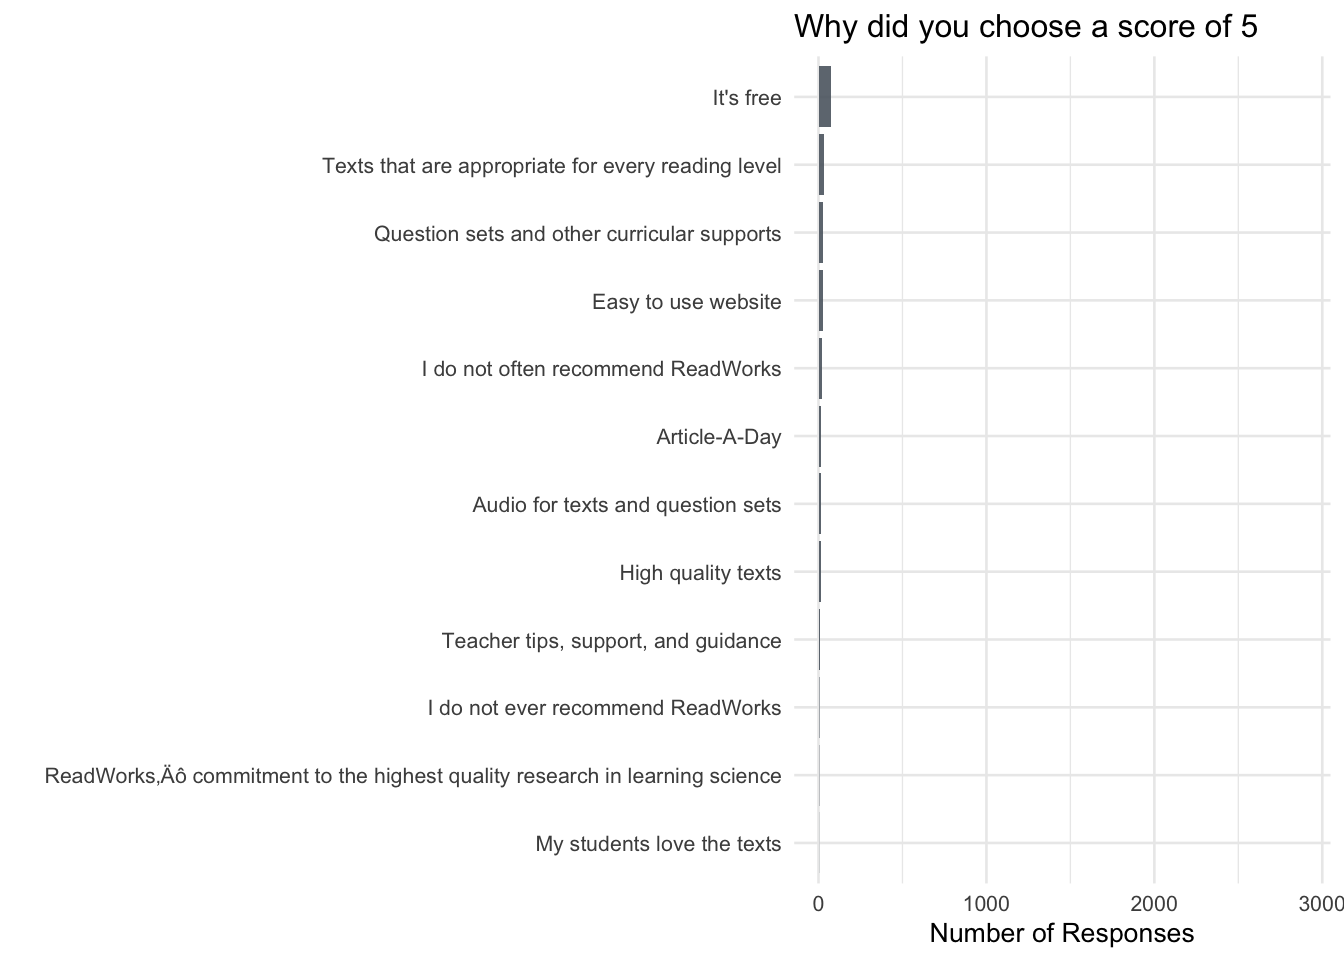 Why did you choose a score of 5
It's free
Texts that are appropriate for every reading level
Question sets and other curricular supports
Easy to use website
I do not often recommend ReadWorks
Article-A-Day
Audio for texts and question sets
High quality texts
Teacher tips, support, and guidance
I do not ever recommend ReadWorks
ReadWorks‚Äô commitment to the highest quality research in learning science
My students love the texts
0 1000 2000 3000
Number of Responses